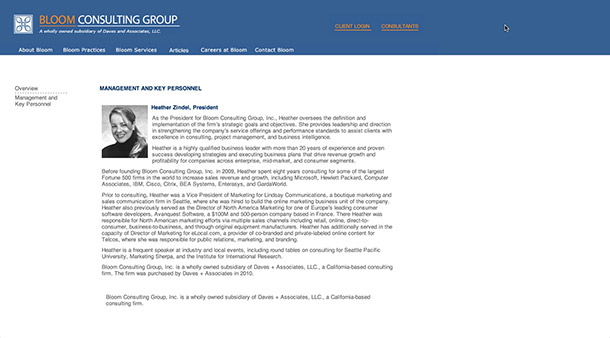 BLOOM CONSULTING GROUP
A wholly owned subsidiary of Daves and Associates, LLC.
CLIENT LOGIN
CONSULTANTS
About Bloom
Bloom Practices
Bloom Services
Articles
Careers at Bloom
Contact Bloom
Overview
Management and
Key Personnel
MANAGEMENT AND KEY PERSONNEL
Heather Zindel, President
As the President for Bloom Consulting Group, Inc., Heather oversees the definition and
implementation of the firm's strategic goals and objectives. She provides leadership and direction
in strengthening the company's service offerings and performance standards to assist clients with
excellence in consulting, project management, and business intelligence.
Heather is a highly qualified business leader with more than 20 years of experience and proven
success developing strategies and executing business plans that drive revenue growth and
profitability for companies across enterprise, mid-market, and consumer segments.
Before founding Bloom Consulting Group, Inc. in 2009, Heather spent eight years consulting for some of the largest
Fortune 500 firms in the world to increase sales revenue and growth, including Microsoft, Hewlett Packard, Computer
Associates, IBM, Cisco, Citrix, BEA Systems, Enterasys, and GardaWorld.
Prior to consulting, Heather was a Vice President of Marketing for Lindsay Communications, a boutique marketing and
sales communication firm in Seattle, where she was hired to build the online marketing business unit of the company.
Heather also previously served as the Director of North America Marketing for one of Europe's leading consumer
software developers, Avanquest Software, a $100M and 500-person company based in France. There Heather was
responsible for North American marketing efforts via multiple sales channels including retail, online, direct-to-
consumer, business-to-business, and through original equipment manufacturers. Heather has additionally served in the
capacity of Director of Marketing for eLocal.com, a provider of co-branded and private-labeled online content for
Telcos, where she was responsible for public relations, marketing, and branding.
Heather is a frequent speaker at industry and local events, including round tables on consulting for Seattle Pacific
University, Marketing Sherpa, and the Institute for International Research.
Bloom Consulting Group, Inc. is a wholly owned subsidiary of Daves + Associates, LLC., a California-based consulting
firm. The firm was purchased by Daves + Associates in 2010.
Bloom Consulting Group, Inc. is a wholly owned subsidiary of Daves + Associates, LLC., a California-based
consulting firm.